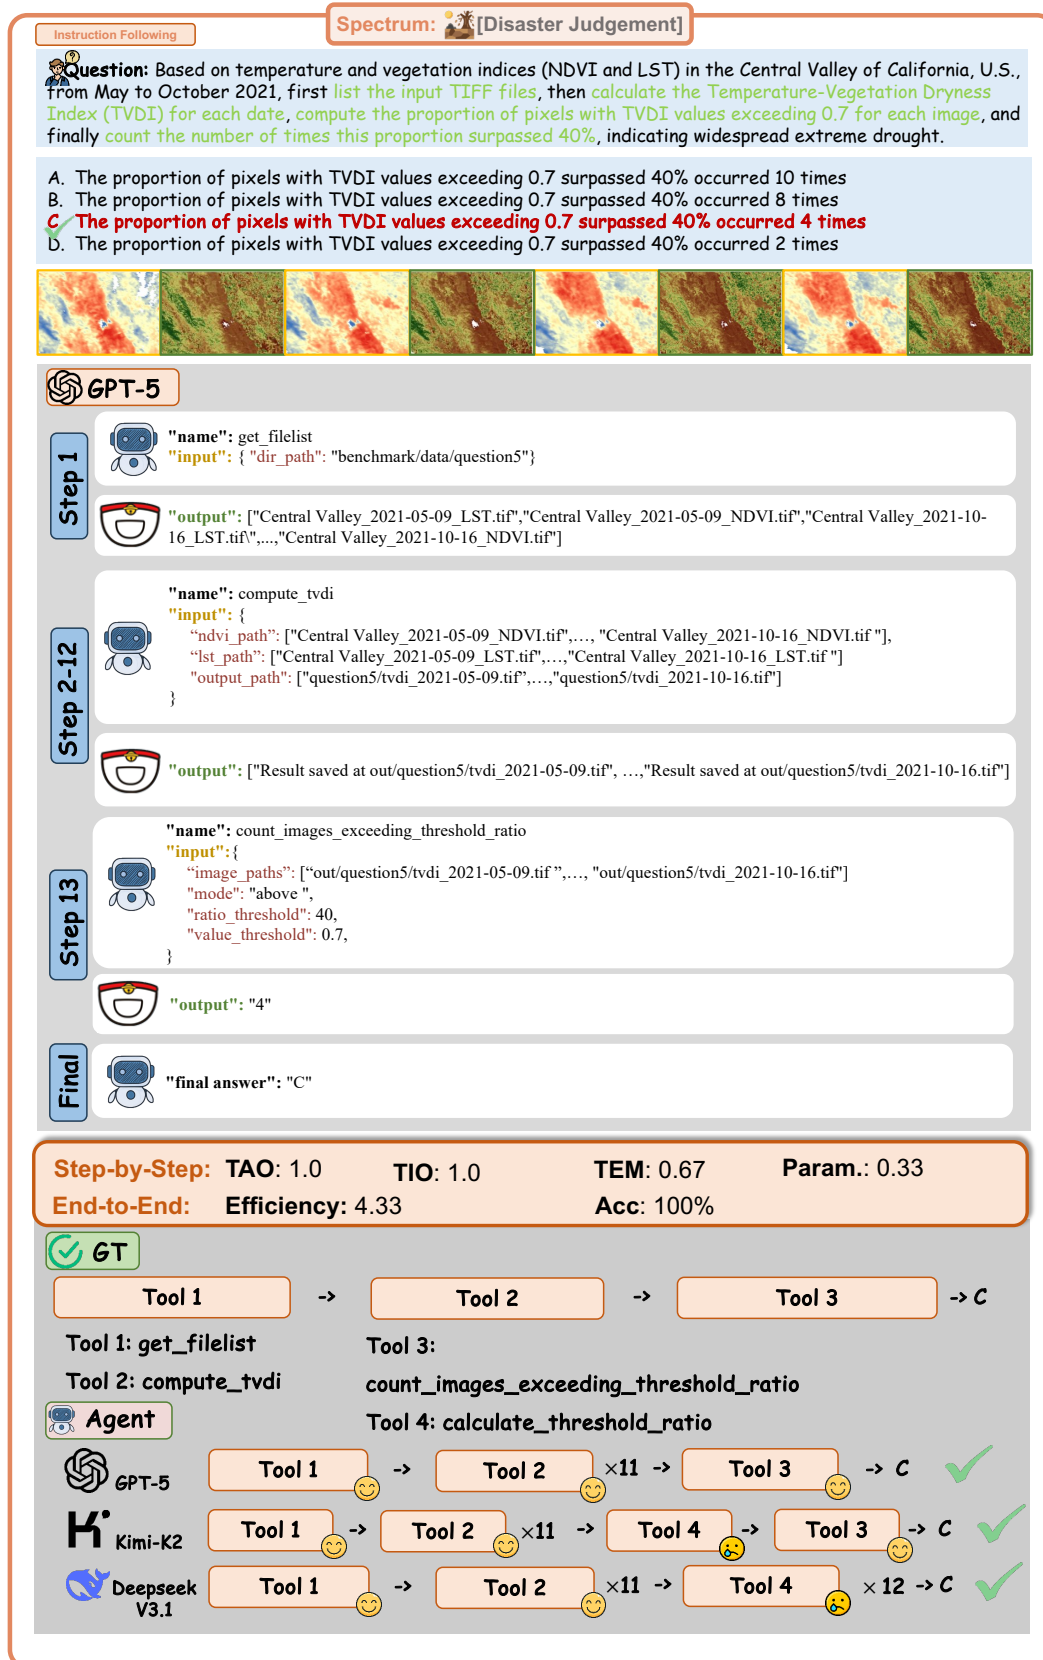 Spectrum: [Disaster Judgement]
Instruction Following
Question: Based on temperature and vegetation indices (NDVI and LST) in the Central Valley of California, U.S.,
from May to October 2021, first list the input TIFF files, then calculate the Temperature-Vegetation Dryness
Index (TVDI) for each date, compute the proportion of pixels with TVDI values exceeding 0.7 for each image, and
finally count the number of times this proportion surpassed 40%, indicating widespread extreme drought.
A. The proportion of pixels with TVDI values exceeding 0.7 surpassed 40% occurred 10 times
B. The proportion of pixels with TVDI values exceeding 0.7 surpassed 40% occurred 8 times
C. The proportion of pixels with TVDI values exceeding 0.7 surpassed 40% occurred 4 times
D. The proportion of pixels with TVDI values exceeding 0.7 surpassed 40% occurred 2 times
GPT-5
Step 1
"name": get_filelist
"input": { "dir_path": "benchmark/data/question5"}
"output": ["Central Valley_2021-05-09_LST.tif","Central Valley_2021-05-09_NDVI.tif","Central Valley_2021-10-
16_LST.tif\",...,"Central Valley_2021-10-16_NDVI.tif"]
Step 2-12
"name": compute_tvdi
"input": {
“ndvi_path”: ["Central Valley_2021-05-09_NDVI.tif",…, "Central Valley_2021-10-16_NDVI.tif "],
“lst_path”: ["Central Valley_2021-05-09_LST.tif",…,"Central Valley_2021-10-16_LST.tif "]
"output_path": ["question5/tvdi_2021-05-09.tif”,…,"question5/tvdi_2021-10-16.tif"]
}
"output": ["Result saved at out/question5/tvdi_2021-05-09.tif", …,"Result saved at out/question5/tvdi_2021-10-16.tif"]
Step 13
"name": count_images_exceeding_threshold_ratio
"input":{
“image_paths”: [“out/question5/tvdi_2021-05-09.tif ”,…, "out/question5/tvdi_2021-10-16.tif"]
"mode": "above ",
"ratio_threshold": 40,
"value_threshold": 0.7,
}
"output": "4"
Final
"final answer": "C"
Step-by-Step: TAO: 1.0 TIO: 1.0 TEM: 0.67 Param.: 0.33
End-to-End: Efficiency: 4.33 Acc: 100%
GT
Tool 1 -> Tool 2 -> Tool 3 -> C
Tool 1: get_filelist
Tool 2: compute_tvdi
Tool 3:
count_images_exceeding_threshold_ratio
Tool 4: calculate_threshold_ratio
Agent
GPT-5 Tool 1 -> Tool 2 ×11 -> Tool 3 -> C
Kimi-K2 Tool 1 -> Tool 2 ×11 -> Tool 4 -> Tool 3 -> C
Deepseek V3.1 Tool 1 -> Tool 2 ×11 -> Tool 4 × 12 -> C